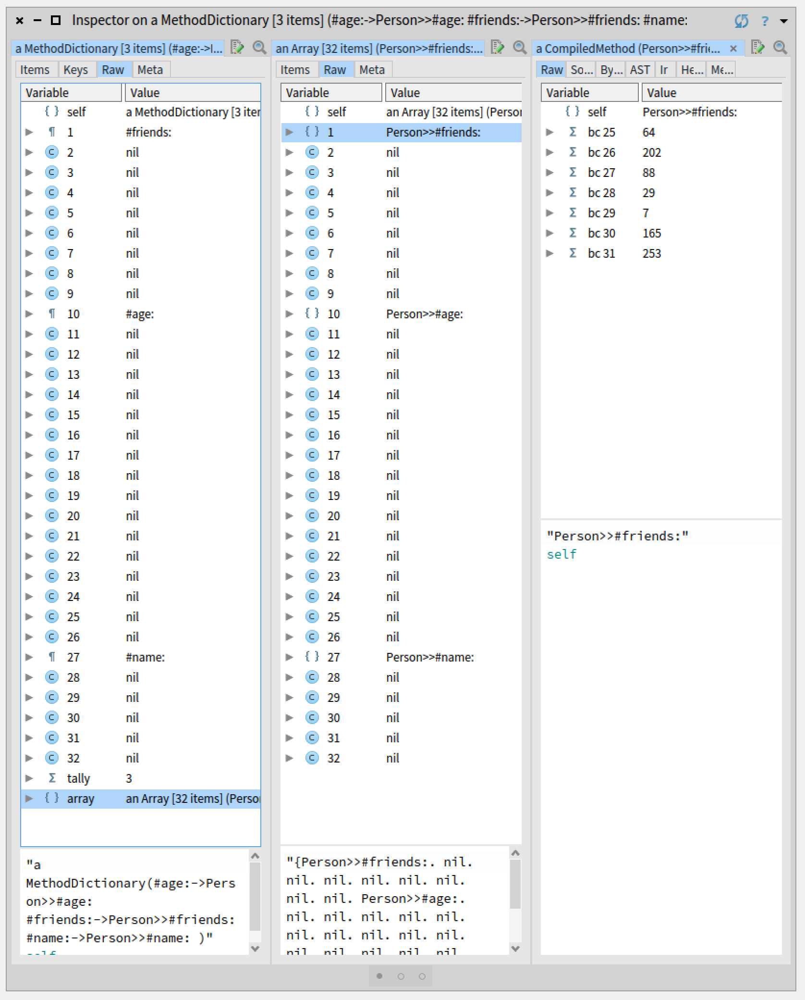 Inspector on a MethodDictionary [3 items] (#age:->Person>>#age: #friends:->Person>>#friends: #name:
?
a MethodDictionary [3 items] (#age:->I...
Items Keys Raw Meta
Variable Value
{ } self a MethodDictionary [3 iter
¶ 1 #friends:
C 2 nil
C 3 nil
C 4 nil
C 5 nil
C 6 nil
C 7 nil
C 8 nil
C 9 nil
¶ 10 #age:
C 11 nil
C 12 nil
C 13 nil
C 14 nil
C 15 nil
C 16 nil
C 17 nil
C 18 nil
C 19 nil
C 20 nil
C 21 nil
C 22 nil
C 23 nil
C 24 nil
C 25 nil
C 26 nil
¶ 27 #name:
C 28 nil
C 29 nil
C 30 nil
C 31 nil
C 32 nil
Σ tally 3
{ } array an Array [32 items] (Person
"a
MethodDictionary(#age:->Pers
on>>#age:
#friends:->Person>>#friends:
#name:->Person>>#name: )"
self
an Array [32 items] (Person>>#friends:...
Items Raw Meta
Variable Value
{ } self an Array [32 items] (Person
{ } 1 Person>>#friends:
C 2 nil
C 3 nil
C 4 nil
C 5 nil
C 6 nil
C 7 nil
C 8 nil
C 9 nil
{ } 10 Person>>#age:
C 11 nil
C 12 nil
C 13 nil
C 14 nil
C 15 nil
C 16 nil
C 17 nil
C 18 nil
C 19 nil
C 20 nil
C 21 nil
C 22 nil
C 23 nil
C 24 nil
C 25 nil
C 26 nil
{ } 27 Person>>#name:
C 28 nil
C 29 nil
C 30 nil
C 31 nil
C 32 nil
"{Person>>#friends:. nil.
nil. nil. nil. nil. nil.
nil. nil. Person>>#age:.
nil. nil. nil. nil. nil.
nil. nil. nil. nil. nil.
nil. nil. nil. nil. nil.
a CompiledMethod (Person>>#frie...
Raw So... By... AST Ir He... Me...
Variable Value
{ } self Person>>#friends:
Σ bc 25 64
Σ bc 26 202
Σ bc 27 88
Σ bc 28 29
Σ bc 29 7
Σ bc 30 165
Σ bc 31 253
"Person>>#friends:"
self